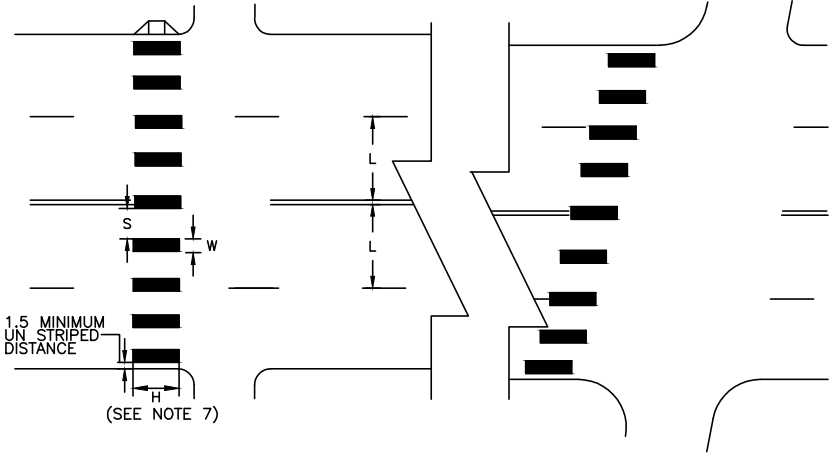 L
S
L
W
1.5 MINIMUM
UN STRIPED
DISTANCE
H
(SEE NOTE 7)